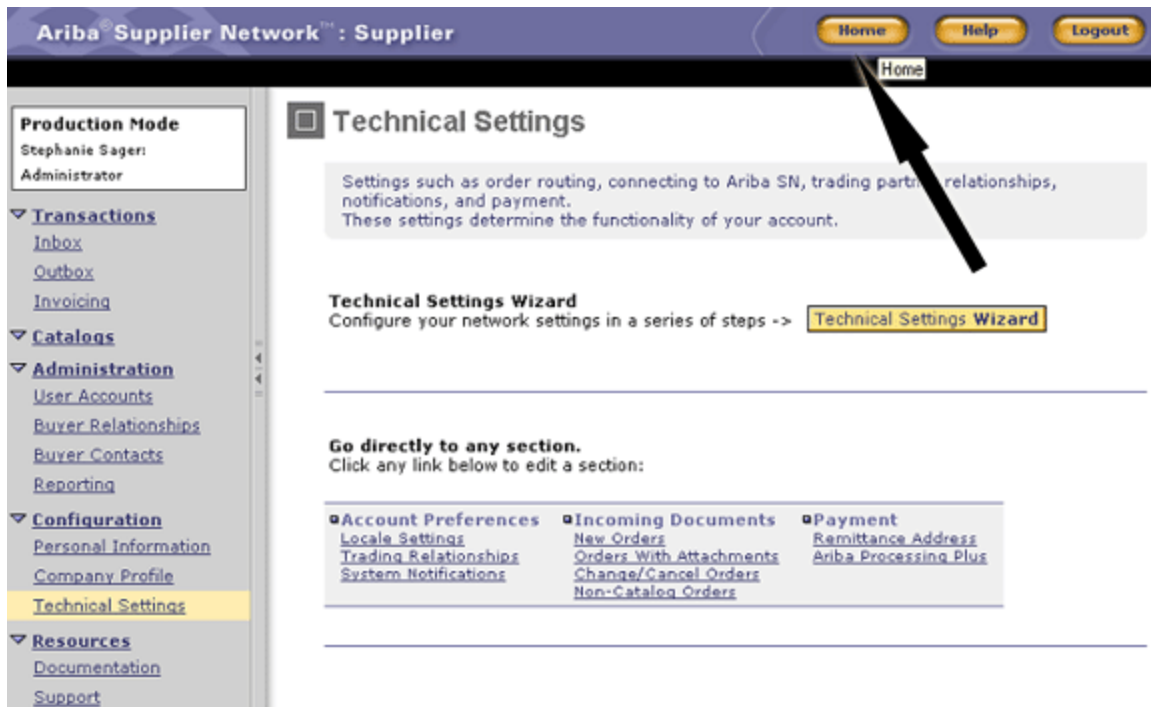 Ariba®Supplier Network™: Supplier
Home
Help
Logout
Home
Production Mode
Stephanie Sager:
Administrator
Transactions
Inbox
Outbox
Invoicing
Catalogs
Administration
User Accounts
Buyer Relationships
Buyer Contacts
Reporting
Configuration
Personal Information
Company Profile
Technical Settings
Resources
Documentation
Support
Technical Settings
Settings such as order routing, connecting to Ariba SN, trading relationships,
notifications, and payment.
These settings determine the functionality of your account.
Technical Settings Wizard
Configure your network settings in a series of steps ->
Technical Settings Wizard
Go directly to any section.
Click any link below to edit a section:
Account Preferences
Locale Settings
Trading Relationships
System Notifications
Incoming Documents
New Orders
Orders With Attachments
Change/Cancel Orders
Non-Catalog Orders
Payment
Remittance Address
Ariba Processing Plus